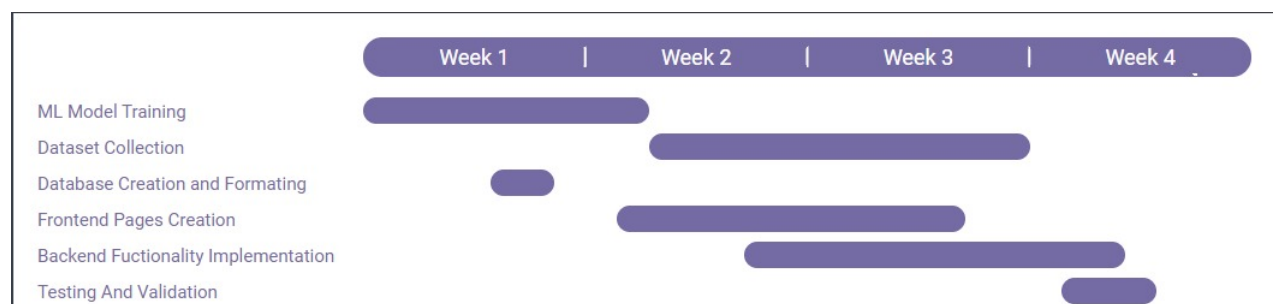 Week 1 | Week 2 | Week 3 | Week 4
ML Model Training
Dataset Collection
Database Creation and Formating
Frontend Pages Creation
Backend Fuctionality Implementation
Testing And Validation